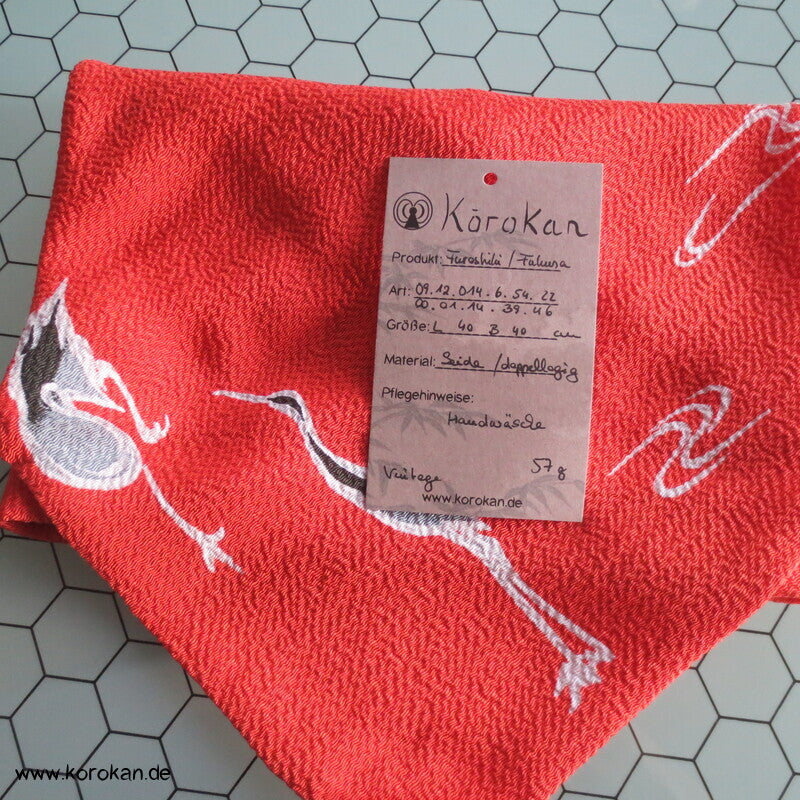 Kōrokan
Produkt: Furoshiki / Fukusa
Art: 09.12.014.6.54.22
00.01.14.39.46
Größe: L 40 B 40 cm
Material: Seide / doppellagig
Pflegehinweise:
Handwäsche
Vintage 57 g
www.korokan.de
www.korokan.de